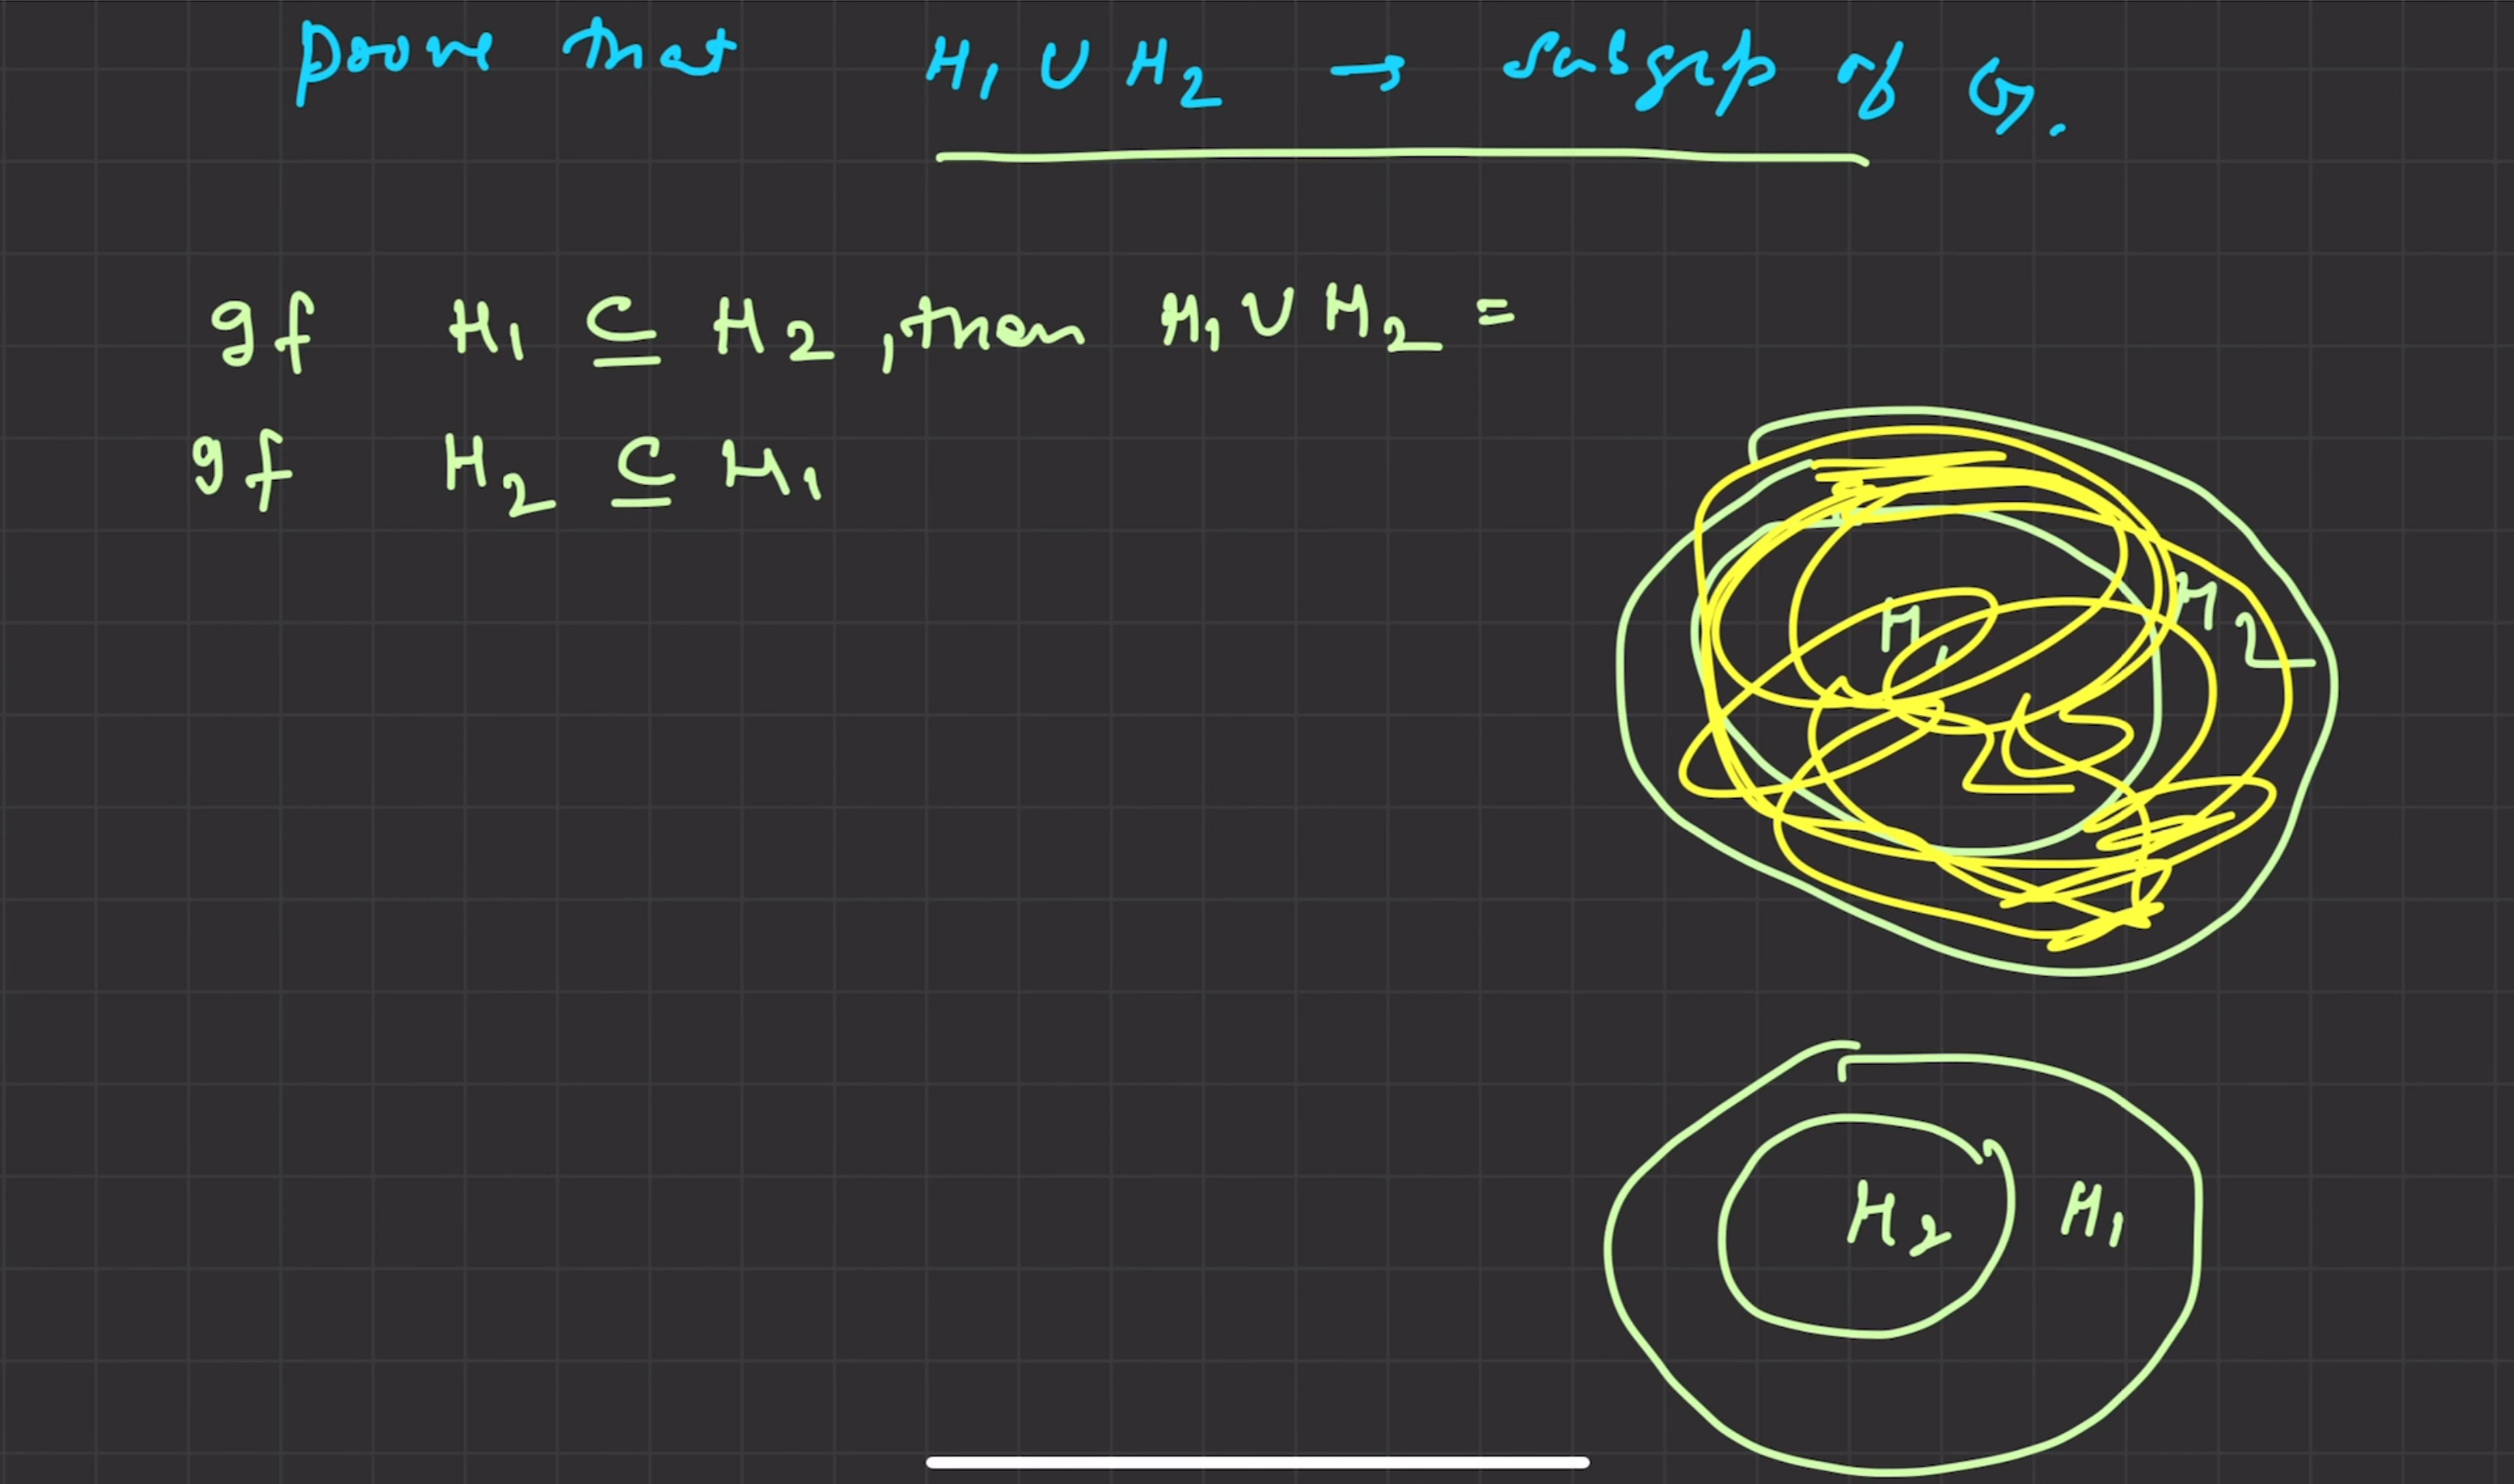 prove that H₁ ∪ H₂ → subgrp of G.
If H₁ ⊆ H₂, then H₁ ∪ H₂ =
If H₂ ⊆ H₁
H₁ H₂
H₂ H₁